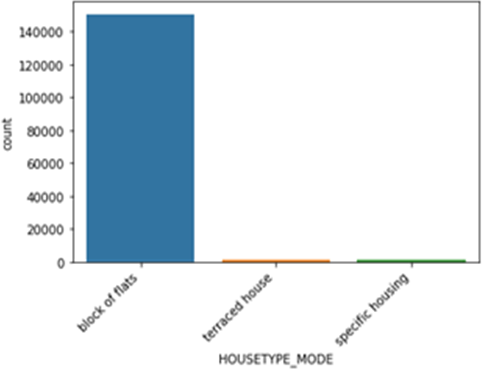 140000
120000
100000
80000
60000
40000
20000
0
count
block of flats
terraced house
specific housing
HOUSETYPE_MODE